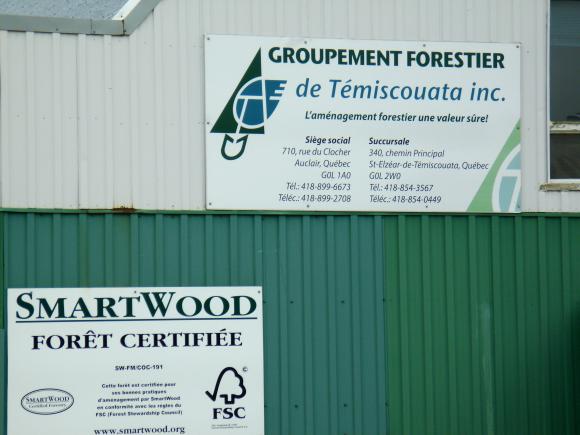 GROUPEMENT FORESTIER
de Témiscouata inc.
L'aménagement forestier une valeur sûre!
Siège social
710, rue du Clocher
Auclair, Québec
G0L 1A0
Tél.: 418-899-6673
Téléc.: 418-899-2708
Succursale
340, chemin Principal
St-Elzéar-de-Témiscouata, Québec
G0L 2W0
Tél.: 418-854-3567
Téléc.: 418-854-0449
SMARTWOOD
FORÊT CERTIFIÉE
SW-FM/COC-191
Cette forêt est certifiée pour
ses bonnes pratiques
d'aménagement par SmartWood
en conformité avec les règles du
FSC (Forest Stewardship Council)
www.smartwood.org
SMARTWOOD
Certified Forestry
©
FSC